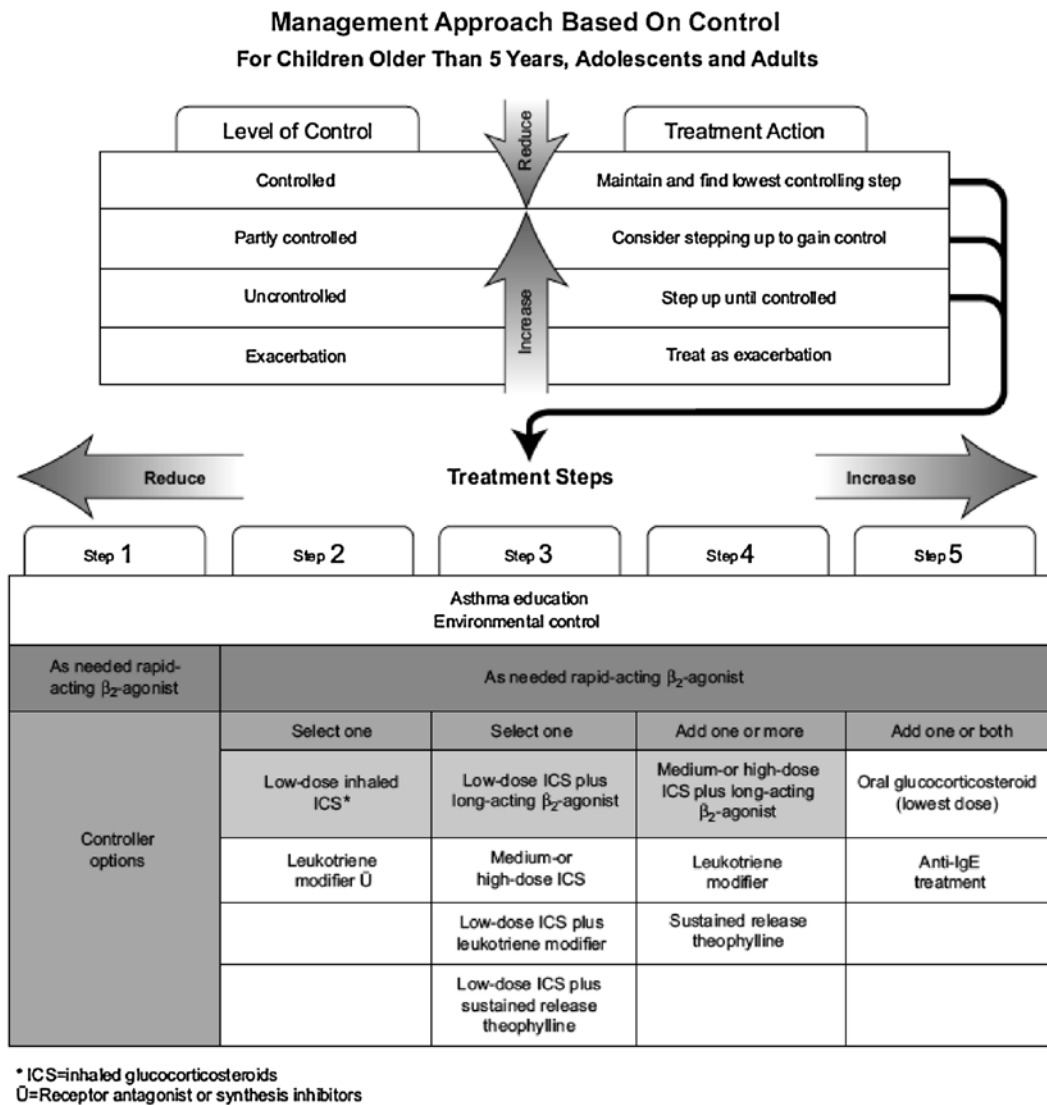 Management Approach Based On Control
For Children Older Than 5 Years, Adolescents and Adults
Level of Control
Reduce
Treatment Action
Controlled
Maintain and find lowest controlling step
Partly controlled
Consider stepping up to gain control
Uncrontrolled
Increase
Step up until controlled
Exacerbation
Treat as exacerbation
Reduce
Treatment Steps
Increase
Step 1
Step 2
Step 3
Step 4
Step 5
Asthma education
Environmental control
As needed rapid-
acting β2-agonist
As needed rapid-acting β2-agonist
Controller
options
Select one
Select one
Add one or more
Add one or both
Low-dose inhaled
ICS*
Low-dose ICS plus
long-acting β2-agonist
Medium-or high-dose
ICS plus long-acting
β2-agonist
Oral glucocorticosteroid
(lowest dose)
Leukotriene
modifier Ü
Medium-or
high-dose ICS
Leukotriene
modifier
Anti-IgE
treatment
Low-dose ICS plus
leukotriene modifier
Sustained release
theophylline
Low-dose ICS plus
sustained release
theophylline
* ICS=inhaled glucocorticosteroids
Ü=Receptor antagonist or synthesis inhibitors